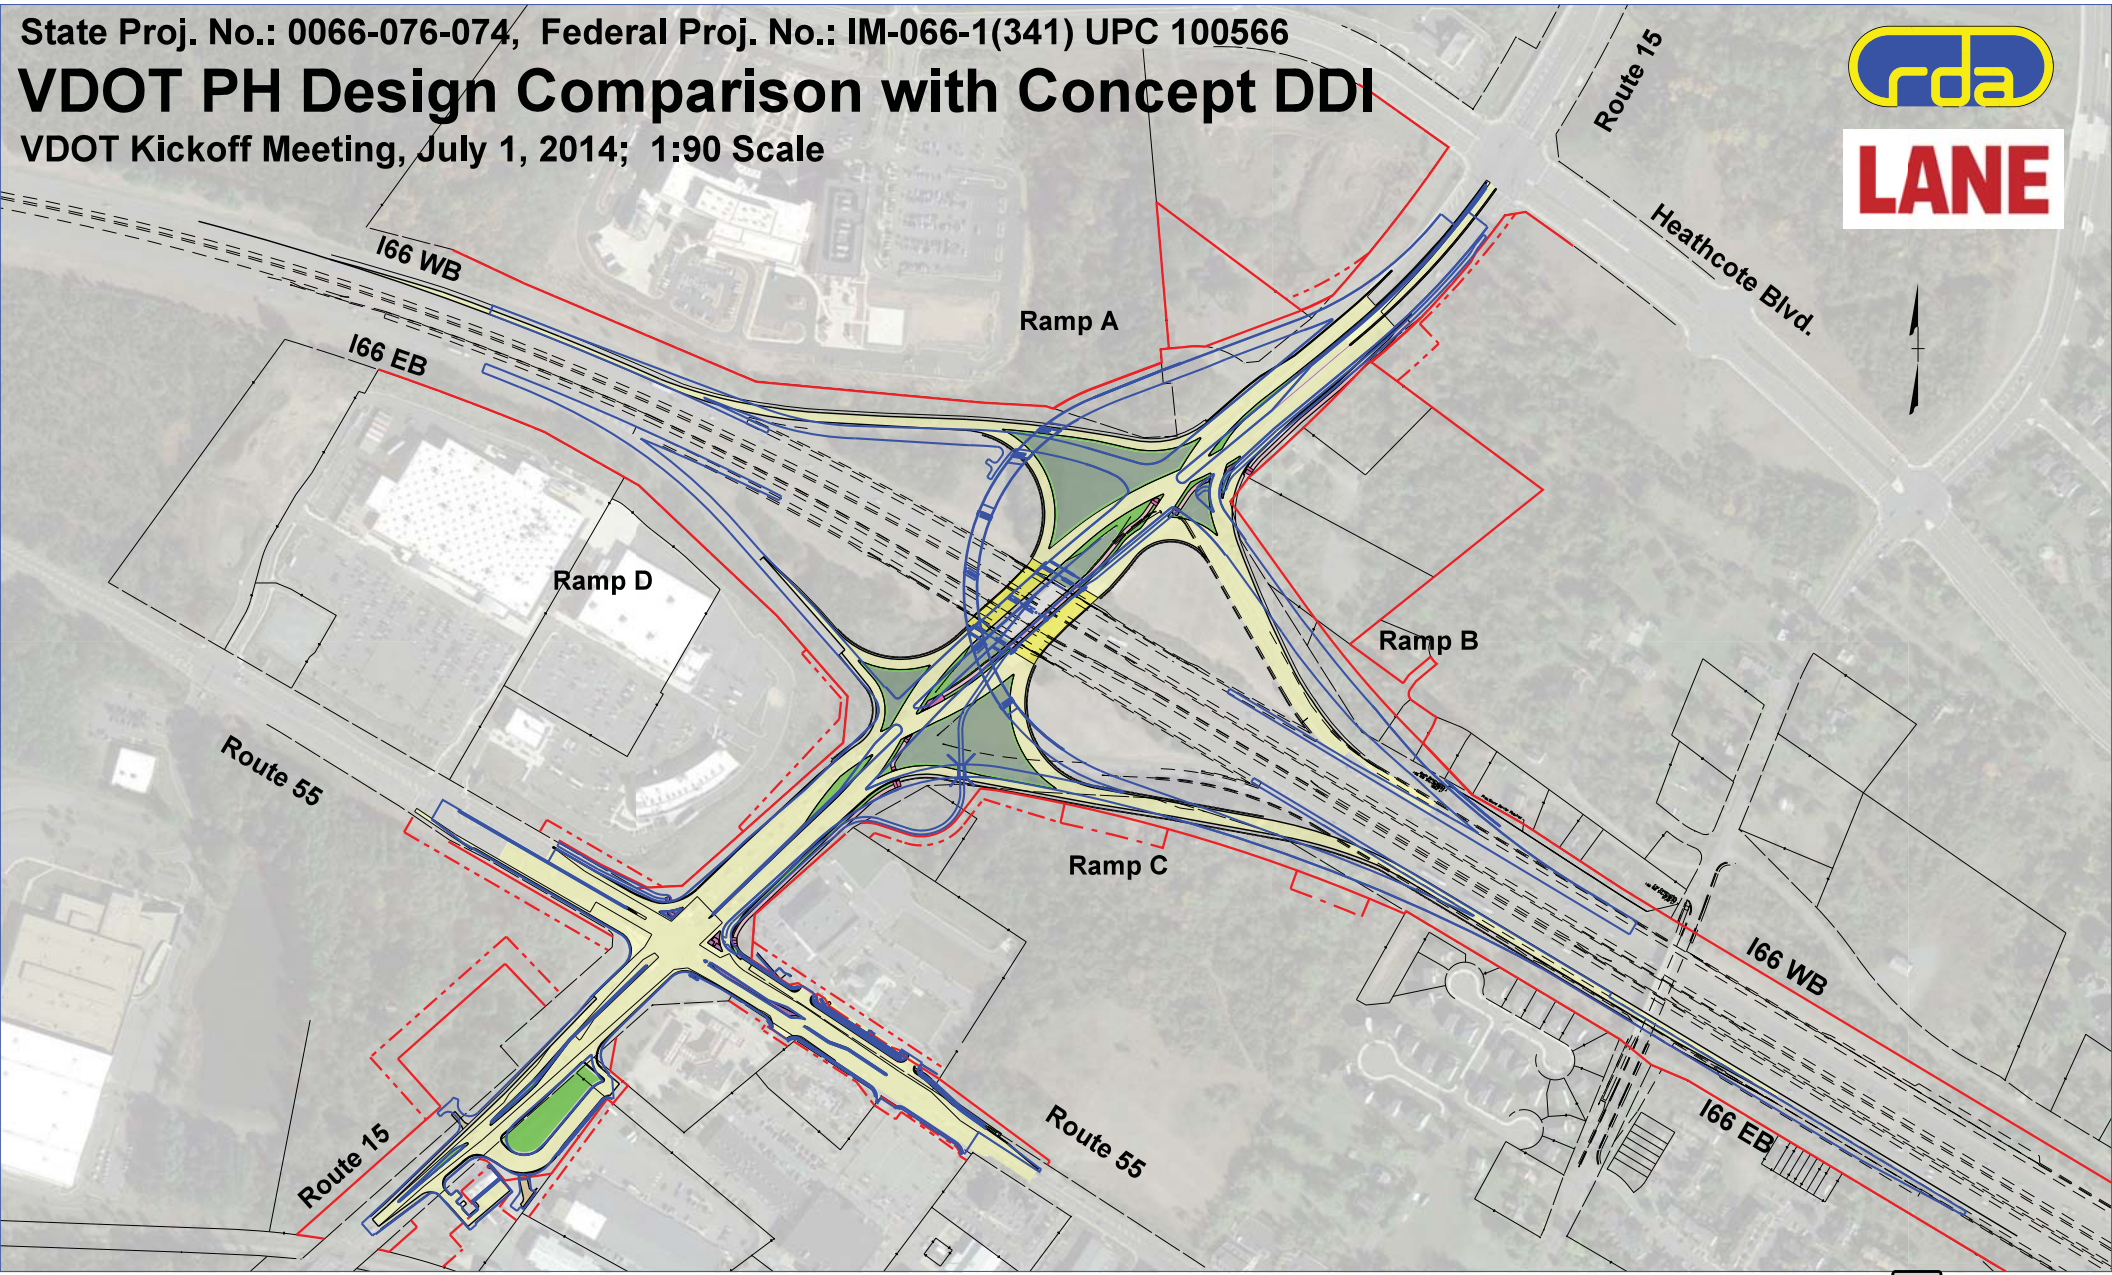 State Proj. No.: 0066-076-074, Federal Proj. No.: IM-066-1(341) UPC 100566
VDOT PH Design Comparison with Concept DDI
VDOT Kickoff Meeting, July 1, 2014; 1:90 Scale
rda
LANE
Route 15
Heathcote Blvd.
I66 WB
I66 EB
Ramp A
Ramp D
Ramp B
Route 55
Ramp C
I66 WB
I66 EB
Route 55
Route 15